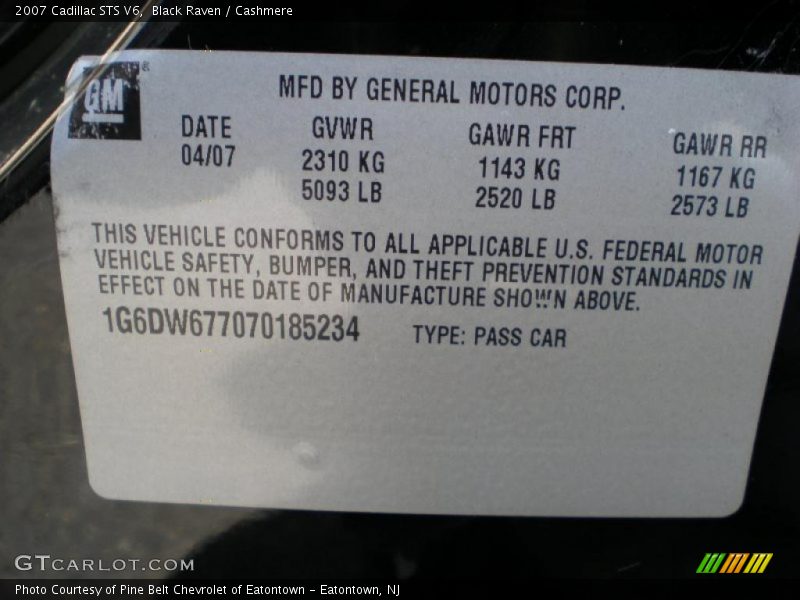 2007 Cadillac STS V6, Black Raven / Cashmere
GM®
MFD BY GENERAL MOTORS CORP.
DATE GVWR GAWR FRT GAWR RR
04/07 2310 KG 1143 KG 1167 KG
5093 LB 2520 LB 2573 LB
THIS VEHICLE CONFORMS TO ALL APPLICABLE U.S. FEDERAL MOTOR
VEHICLE SAFETY, BUMPER, AND THEFT PREVENTION STANDARDS IN
EFFECT ON THE DATE OF MANUFACTURE SHOWN ABOVE.
1G6DW677070185234 TYPE: PASS CAR
GTCARLOT.COM
Photo Courtesy of Pine Belt Chevrolet of Eatontown - Eatontown, NJ